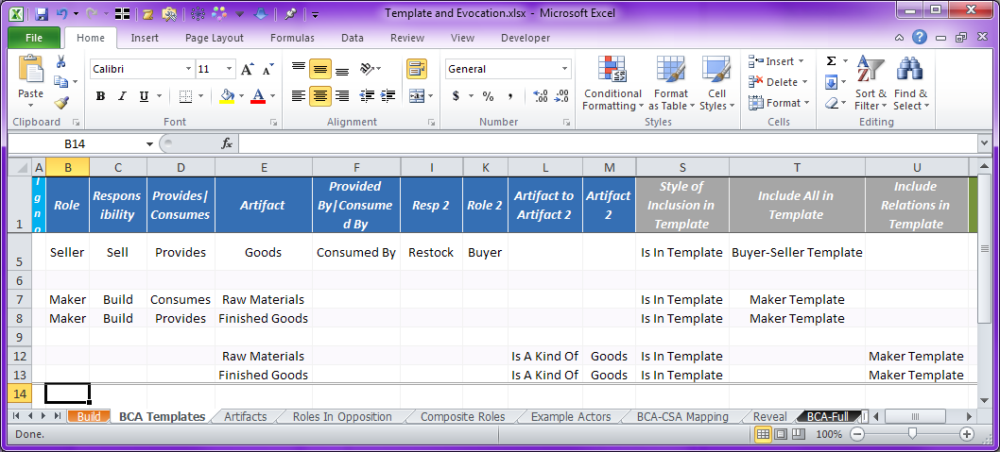 Template and Evocation.xlsx - Microsoft Excel
File Home Insert Page Layout Formulas Data Review View Developer
Calibri 11 General
Insert Σ
Paste B I U A $ % , Conditional Formatting Format as Table Cell Styles Delete Format Sort & Filter Find & Select
Clipboard Font Alignment Number Styles Cells Editing
B14 fx
A B C D E F I K L M S T U
1 Ign Role Respons ibility Provides| Consumes Artifact Provided By|Consume d By Resp 2 Role 2 Artifact to Artifact 2 Artifact 2 Style of Inclusion in Template Include All in Template Include Relations in Template
5 Seller Sell Provides Goods Consumed By Restock Buyer Is In Template Buyer-Seller Template
6
7 Maker Build Consumes Raw Materials Is In Template Maker Template
8 Maker Build Provides Finished Goods Is In Template Maker Template
9
12 Raw Materials Is A Kind Of Goods Is In Template Maker Template
13 Finished Goods Is A Kind Of Goods Is In Template Maker Template
14
Build BCA Templates Artifacts Roles In Opposition Composite Roles Example Actors BCA-CSA Mapping Reveal BCA-Full
Done. 100%